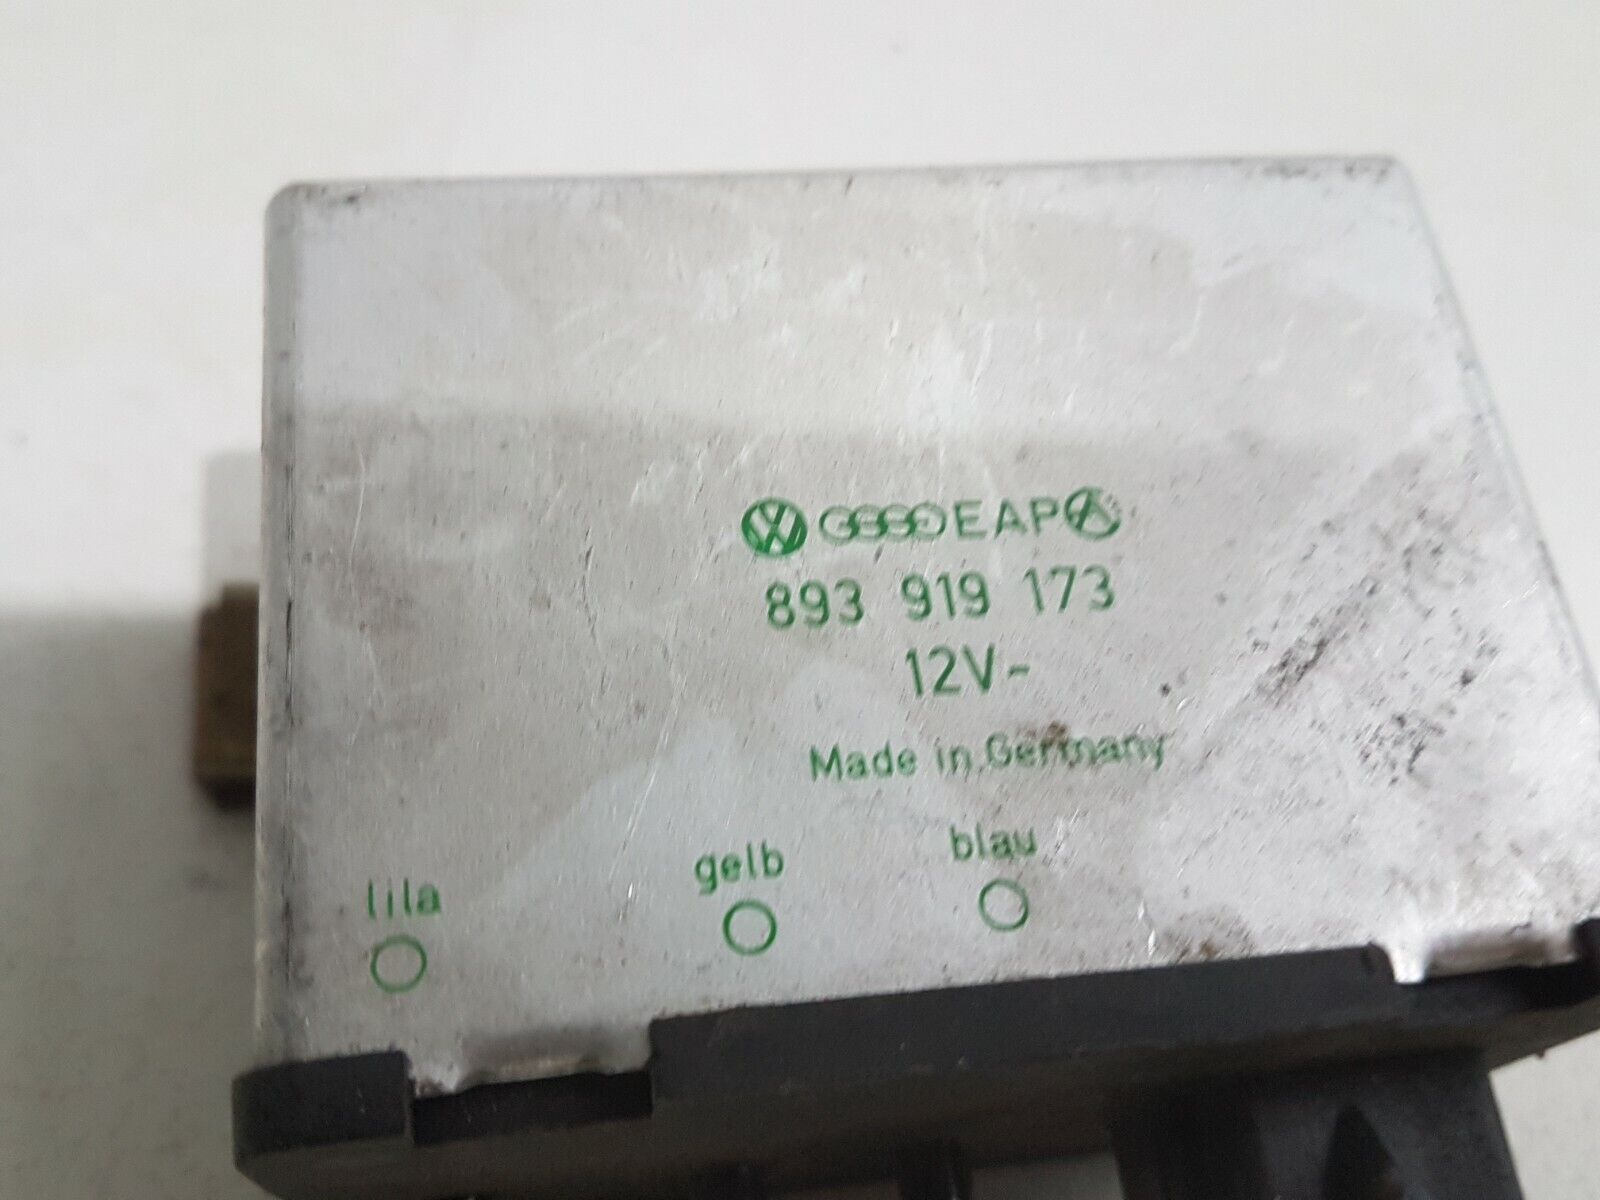 EAP
893 919 173
12V-
Made in Germany
lila
gelb
blau